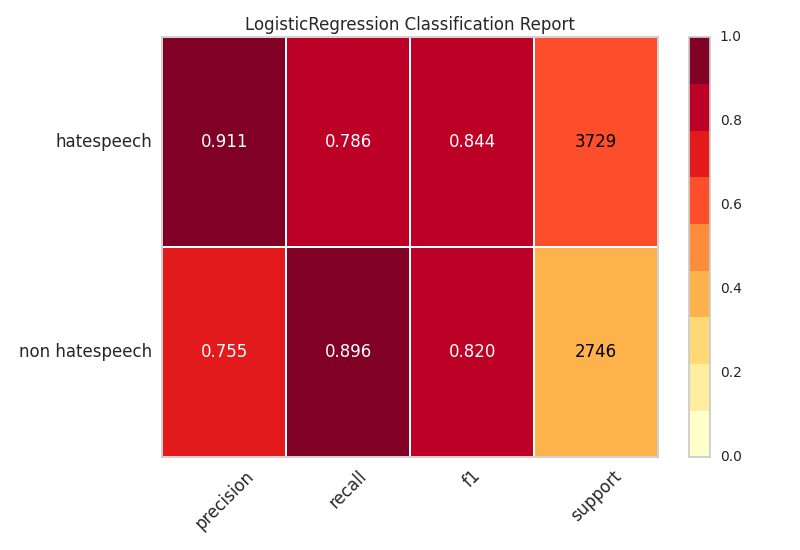 LogisticRegression Classification Report
hatespeech 0.911 0.786 0.844 3729
non hatespeech 0.755 0.896 0.820 2746
precision recall f1 support
1.0
0.8
0.6
0.4
0.2
0.0